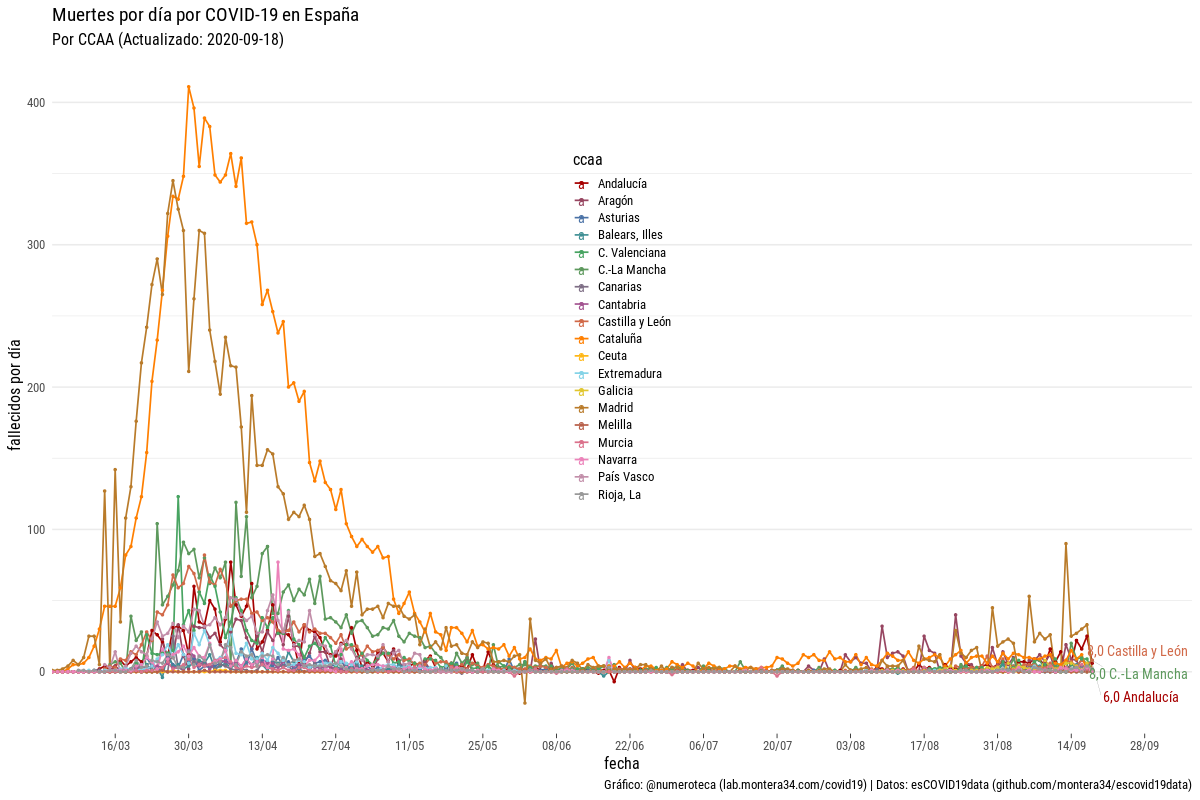 Muertes por día por COVID-19 en España
Por CCAA (Actualizado: 2020-09-18)
fallecidos por día
400
300
200
100
0
ccaa
Andalucía
Aragón
Asturias
Balears, Illes
C. Valenciana
C.-La Mancha
Canarias
Cantabria
Castilla y León
Cataluña
Ceuta
Extremadura
Galicia
Madrid
Melilla
Murcia
Navarra
País Vasco
Rioja, La
8,0 Castilla y León
8,0 C.-La Mancha
6,0 Andalucía
16/03 30/03 13/04 27/04 11/05 25/05 08/06 22/06 06/07 20/07 03/08 17/08 31/08 14/09 28/09
fecha
Gráfico: @numeroteca (lab.montera34.com/covid19) | Datos: esCOVID19data (github.com/montera34/escovid19data)